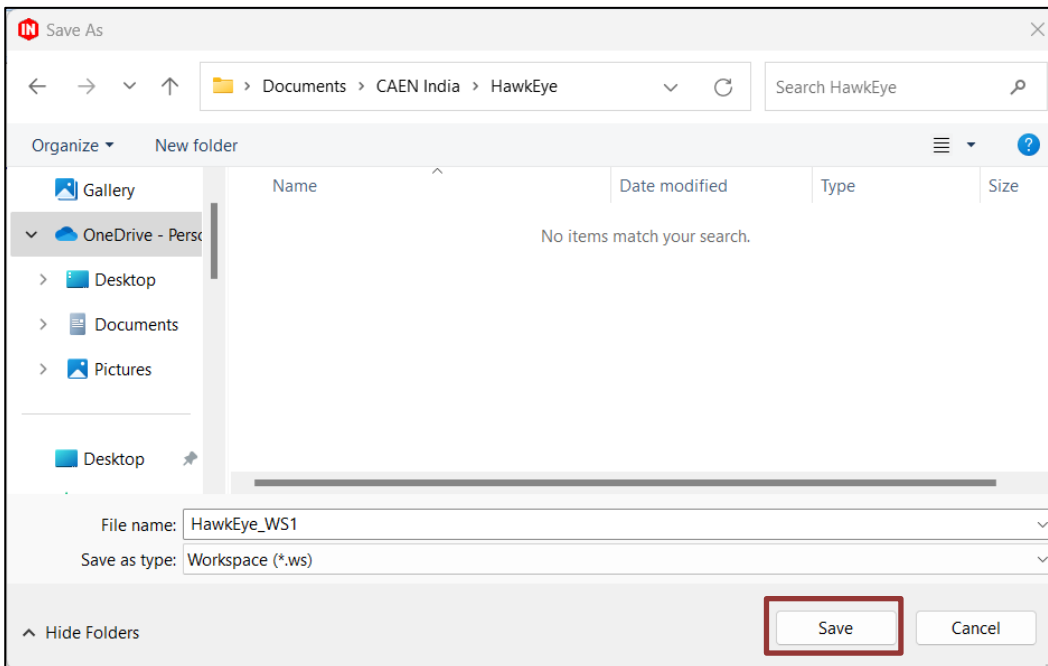 IN Save As
Documents > CAEN India > HawkEye
Search HawkEye
Organize New folder
?
Name Date modified Type Size
No items match your search.
Gallery
OneDrive - Perso
Desktop
Documents
Pictures
Desktop
File name: HawkEye_WS1
Save as type: Workspace (*.ws)
Hide Folders
Save Cancel